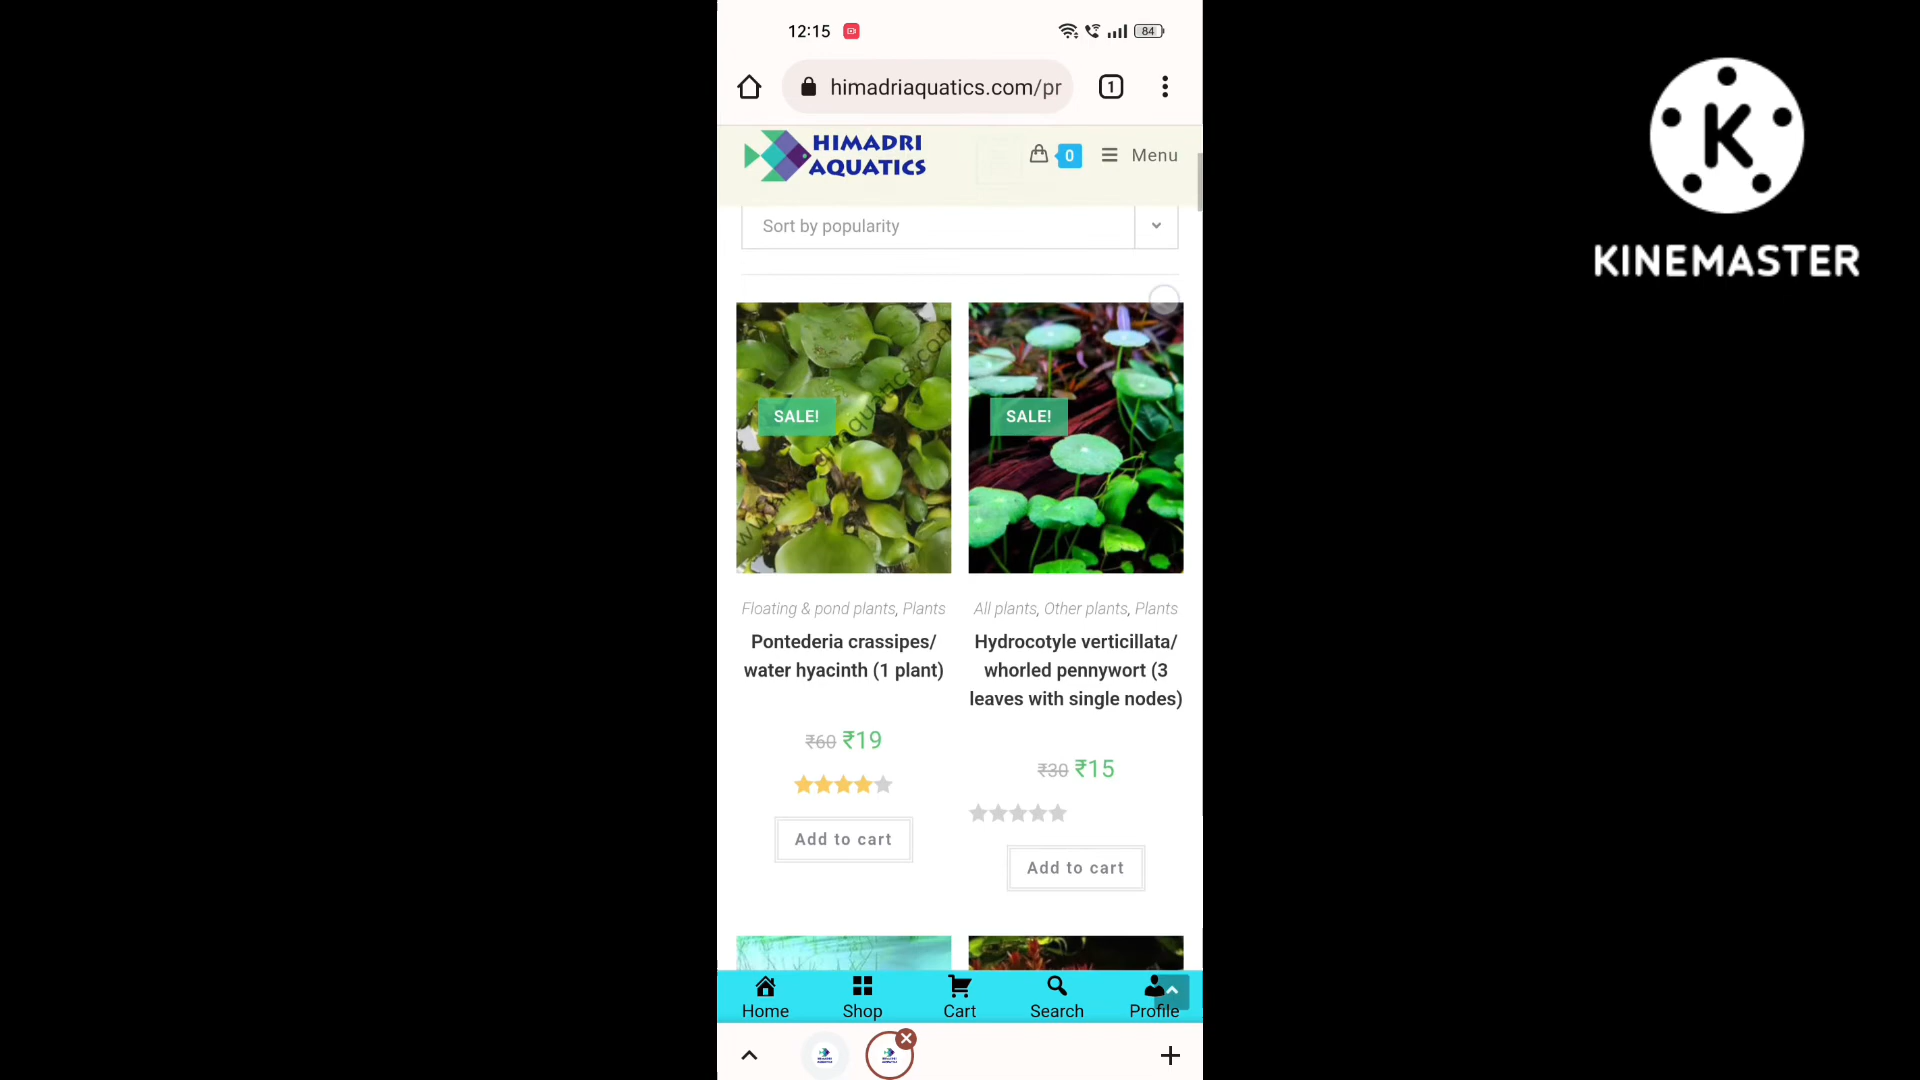 12:15
84
himadriaquatics.com/pr
1
HIMADRI
AQUATICS
0
Menu
Sort by popularity
SALE!
SALE!
Floating & pond plants, Plants
Pontederia crassipes/
water hyacinth (1 plant)
₹60 ₹19
Add to cart
All plants, Other plants, Plants
Hydrocotyle verticillata/
whorled pennywort (3
leaves with single nodes)
₹30 ₹15
Add to cart
Home
Shop
Cart
Search
Profile
K
KINEMASTER